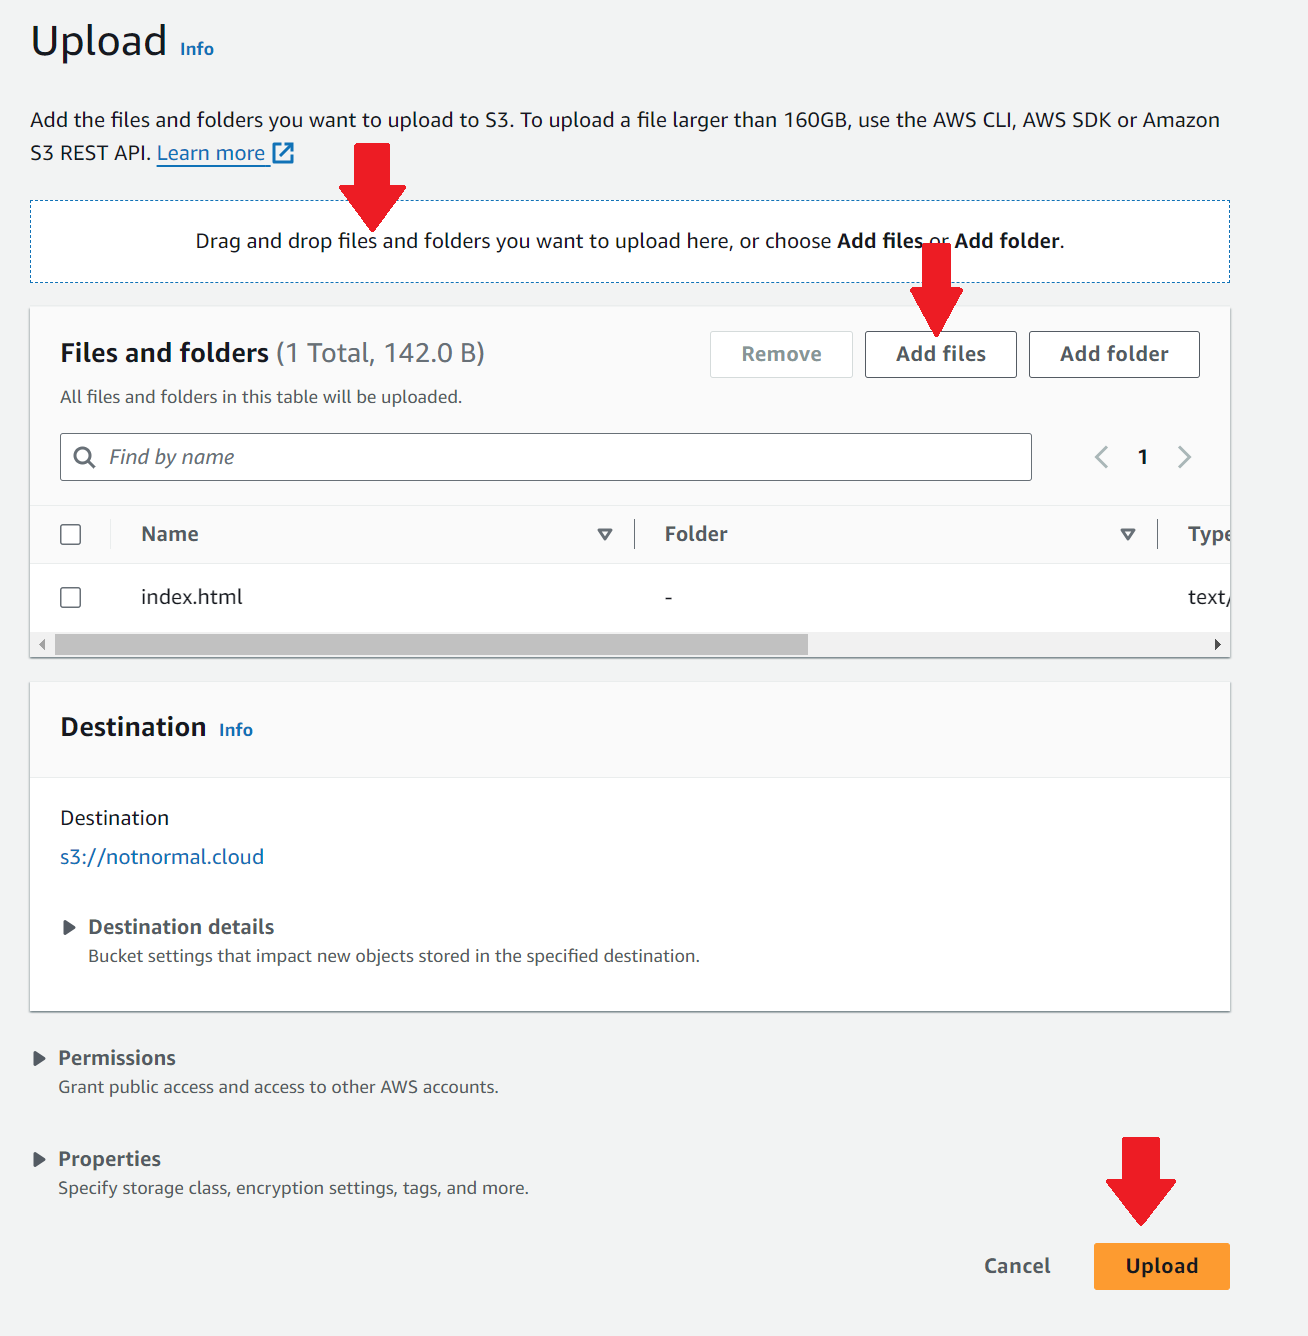 Upload Info
Add the files and folders you want to upload to S3. To upload a file larger than 160GB, use the AWS CLI, AWS SDK or Amazon
S3 REST API. Learn more
Drag and drop files and folders you want to upload here, or choose Add files or Add folder.
Files and folders (1 Total, 142.0 B)
Remove
Add files
Add folder
All files and folders in this table will be uploaded.
Find by name
1
Name
Folder
Type
index.html
-
text/
Destination Info
Destination
s3://notnormal.cloud
Destination details
Bucket settings that impact new objects stored in the specified destination.
Permissions
Grant public access and access to other AWS accounts.
Properties
Specify storage class, encryption settings, tags, and more.
Cancel
Upload